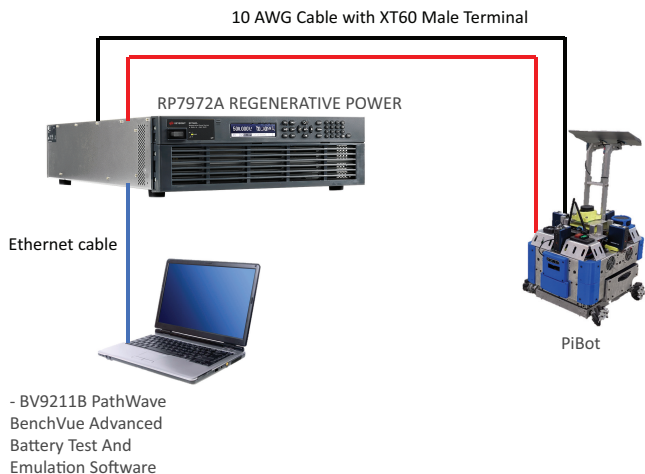 10 AWG Cable with XT60 Male Terminal
RP7972A REGENERATIVE POWER
Ethernet cable
PiBot
- BV9211B PathWave
BenchVue Advanced
Battery Test And
Emulation Software